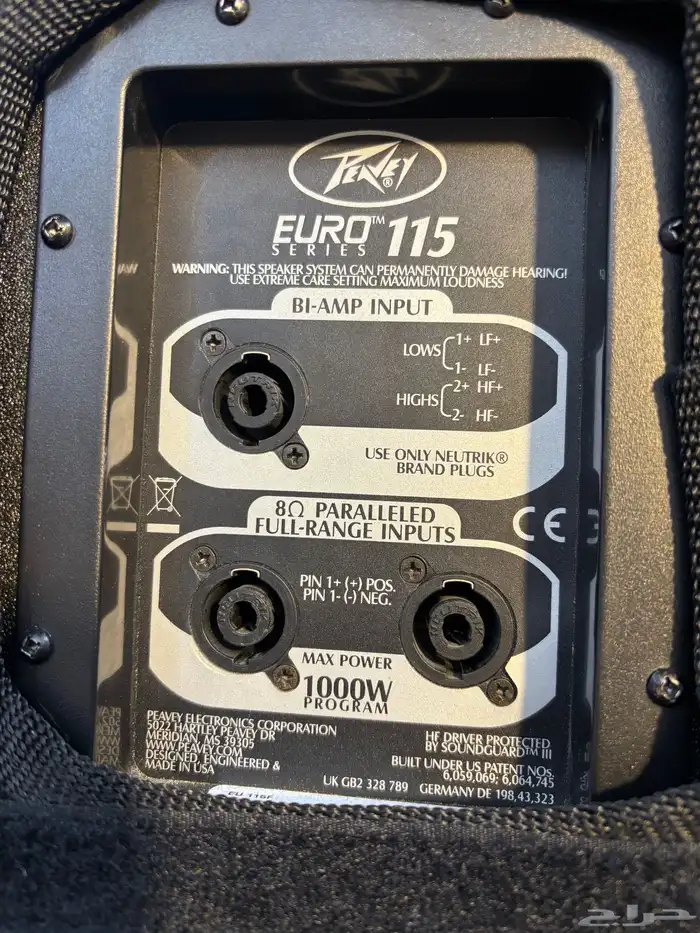 PEAVEY®
EURO™ 115
SERIES
WARNING: THIS SPEAKER SYSTEM CAN PERMANENTLY DAMAGE HEARING!
USE EXTREME CARE SETTING MAXIMUM LOUDNESS
BI-AMP INPUT
LOWS
1+ LF+
1- LF-
HIGHS
2+ HF+
2- HF-
USE ONLY NEUTRIK®
BRAND PLUGS
8Ω PARALLELED
FULL-RANGE INPUTS
CE
PIN 1+ (+) POS.
PIN 1- (-) NEG.
MAX POWER
1000W
PROGRAM
PEAVEY ELECTRONICS CORPORATION
5022 HARTLEY PEAVEY DR
MERIDIAN, MS 39305
WWW.PEAVEY.COM
DESIGNED, ENGINEERED &
MADE IN USA
HF DRIVER PROTECTED
BY SOUNDGUARD™ III
BUILT UNDER US PATENT NOs.
6,059,069; 6,064,745
UK GB2 328 789 GERMANY DE 198,43,323
حراج